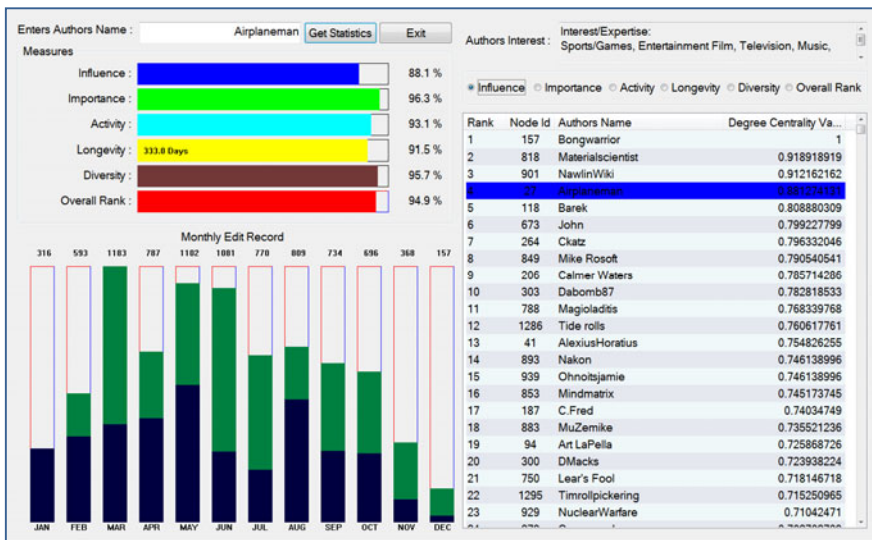 Enters Authors Name : Airplaneman Get Statistics Exit
Measures
Influence : 88.1 %
Importance : 96.3 %
Activity : 93.1 %
Longevity : 333.0 Days 91.5 %
Diversity : 95.7 %
Overall Rank : 94.9 %
Monthly Edit Record
316 593 1183 787 1102 1081 770 809 734 696 368 157
JAN FEB MAR APR MAY JUN JUL AUG SEP OCT NOV DEC
Authors Interest : Interest/Expertise:
Sports/Games, Entertainment Film, Television, Music,
Influence Importance Activity Longevity Diversity Overall Rank
Rank Node Id Authors Name Degree Centrality Va...
1 157 Bongwarrior 1
2 818 Materialscientist 0.918918919
3 901 NawlinWiki 0.912162162
4 27 Airplaneman 0.881274131
5 118 Barek 0.808880309
6 673 John 0.799227799
7 264 Ckatz 0.796332046
8 849 Mike Rosoft 0.790540541
9 206 Calmer Waters 0.785714286
10 303 Dabomb87 0.782818533
11 788 Magioladitis 0.768339768
12 1286 Tide rolls 0.760617761
13 41 AlexiusHoratius 0.754826255
14 893 Nakon 0.746138996
15 939 Ohnoitsjamie 0.746138996
16 853 Mindmatrix 0.745173745
17 187 C.Fred 0.74034749
18 883 MuZemike 0.735521236
19 94 Art LaPella 0.725868726
20 300 DMacks 0.723938224
21 750 Lear's Fool 0.718146718
22 1295 Timrollpickering 0.715250965
23 929 NuclearWarfare 0.71042471